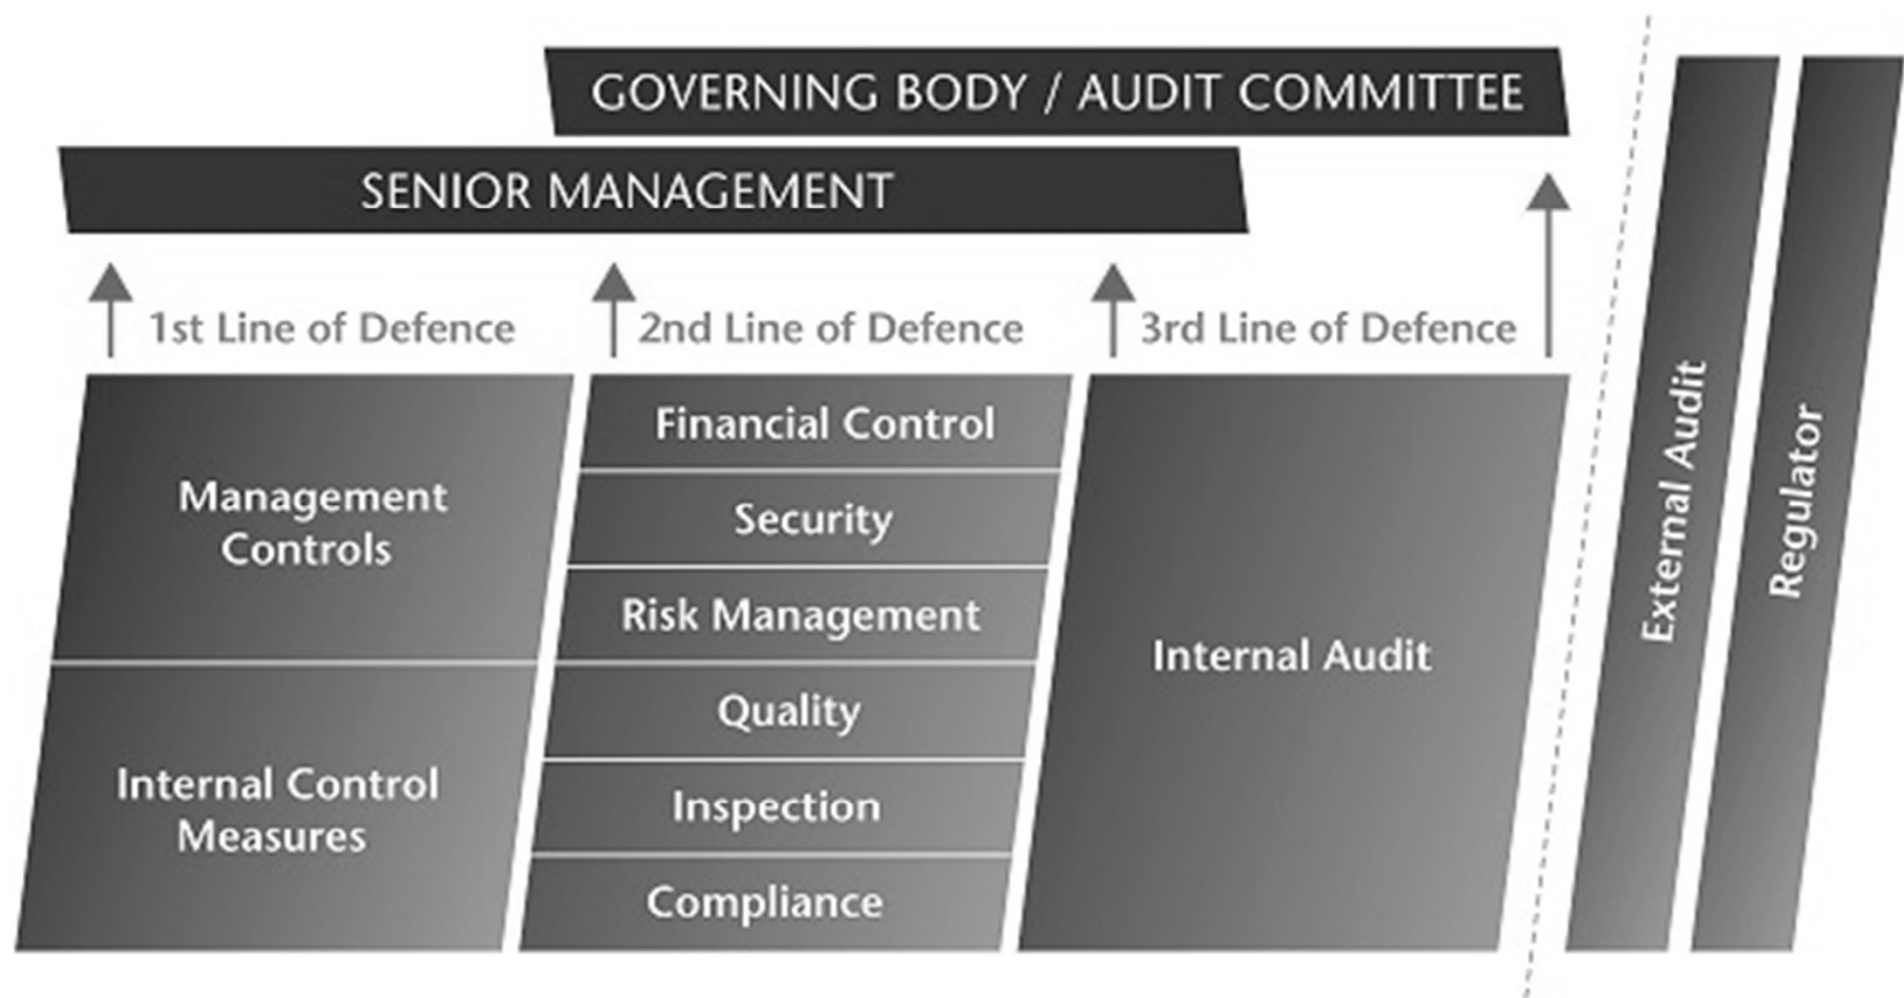 GOVERNING BODY / AUDIT COMMITTEE
SENIOR MANAGEMENT
1st Line of Defence
2nd Line of Defence
3rd Line of Defence
Management
Controls
Internal Control
Measures
Financial Control
Security
Risk Management
Quality
Inspection
Compliance
Internal Audit
External Audit
Regulator